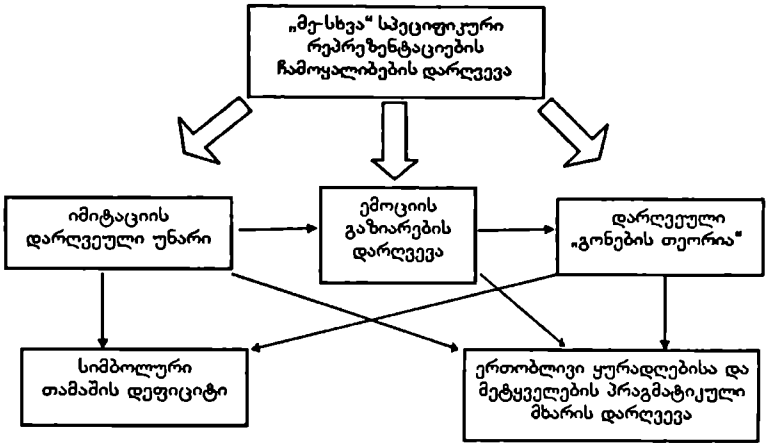 „მე-სხვა“ სპეციფიკური
რეპრეზენტაციების
ჩამოყალიბების დარღვევა
იმიტაციის
დარღვეული უნარი
ემოციის
გაზიარების
დარღვევა
დარღვეული
„გონების თეორია“
სიმბოლური
თამაშის დეფიციტი
ერთობლივი ყურადღებისა და
მეტყველების პრაგმატიკული
მხარის დარღვევა